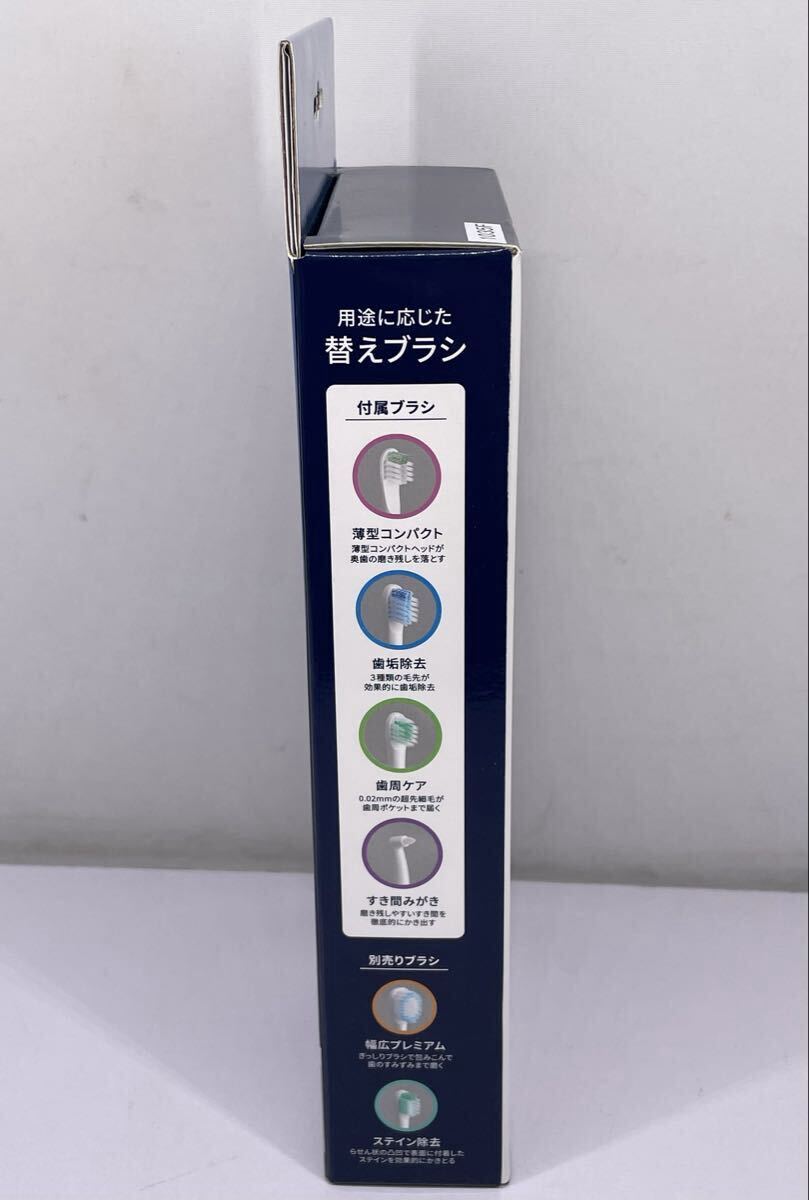 103SF
用途に応じた
替えブラシ
付属ブラシ
薄型コンパクト
薄型コンパクトヘッドが
奥歯の磨き残しを落とす
歯垢除去
3種類の毛先が
効果的に歯垢除去
歯周ケア
0.02mmの超先細毛が
歯周ポケットまで届く
すき間みがき
磨き残しやすいすき間を
徹底的にかき出す
別売りブラシ
幅広プレミアム
ぎっしりブラシで包みこんで
歯のすみずみまで磨く
ステイン除去
らせん状の凸凹で表面に付着した
ステインを効果的にかきとる